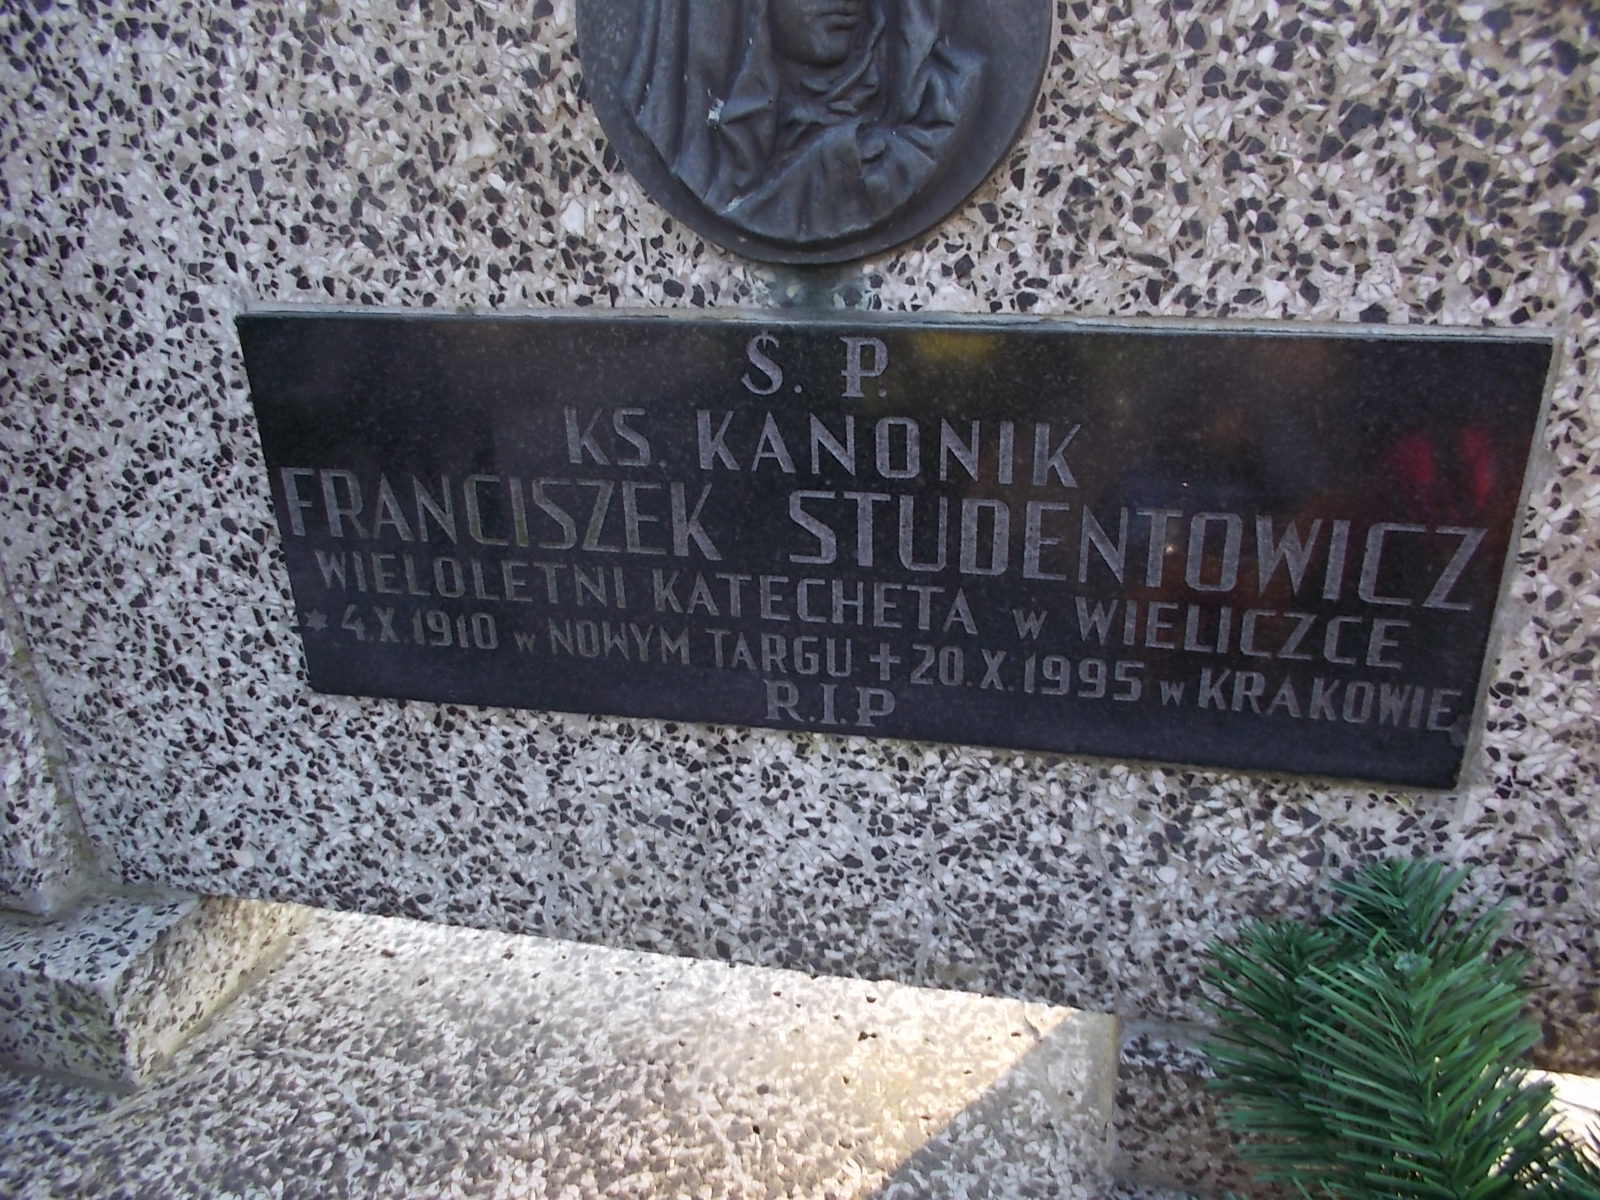 Ś. P.
KS. KANONIK
FRANCISZEK STUDENTOWICZ
WIELOLETNI KATECHETA W WIELICZCE
* 4.X.1910 W NOWYM TARGU ✝ 20.X.1995 W KRAKOWIE
R.I.P